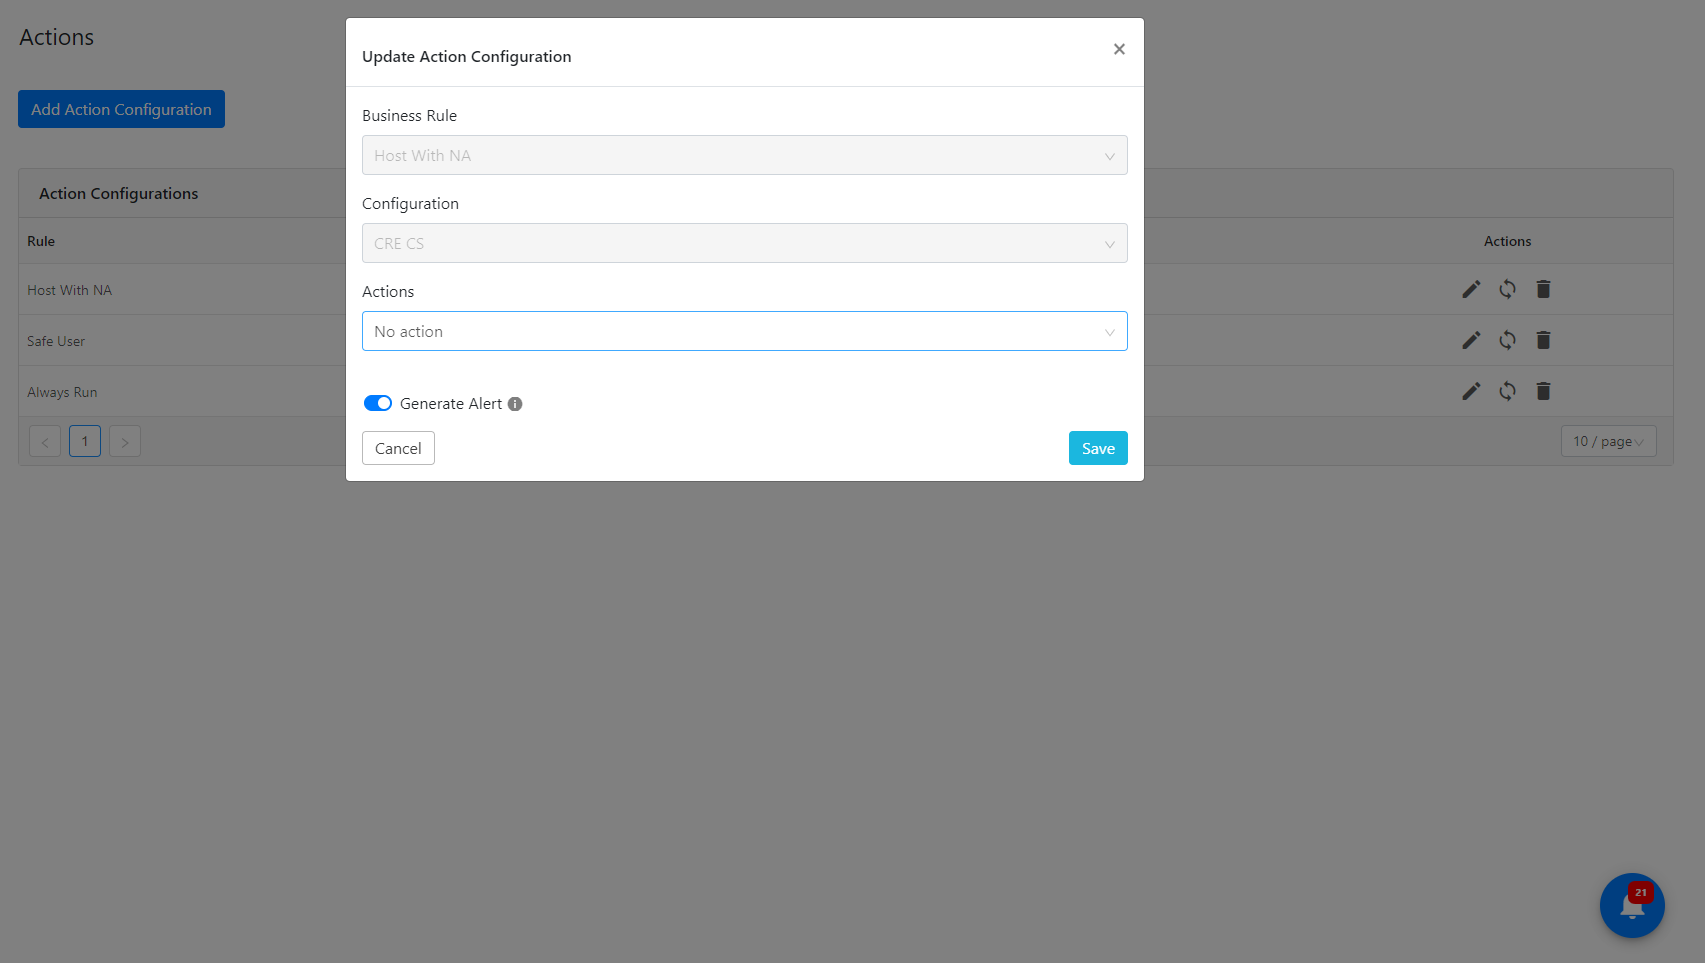 Actions
Add Action Configuration
Action Configurations
Rule
Actions
Host With NA
Safe User
Always Run
1
10 / page
Update Action Configuration
Business Rule
Host With NA
Configuration
CRE CS
Actions
No action
Generate Alert
Cancel
Save
21